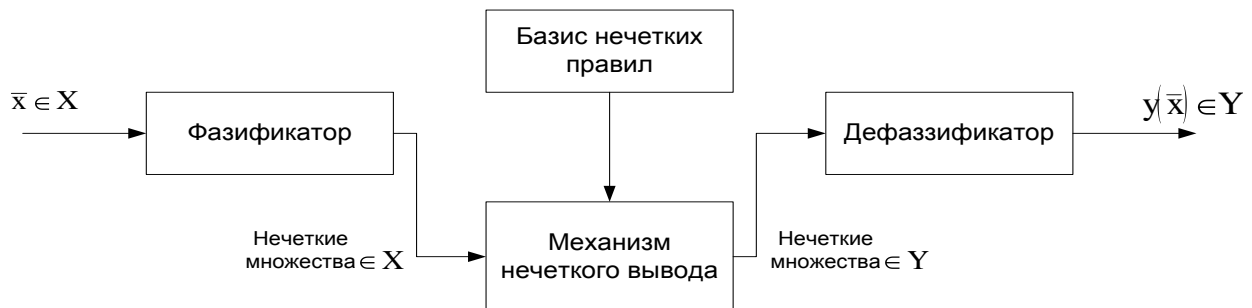 Базис нечетких
правил
x̅ ∈ X
Фазификатор
Дефаззификатор
y(x̅) ∈ Y
Нечеткие
множества ∈ X
Механизм
нечеткого вывода
Нечеткие
множества ∈ Y